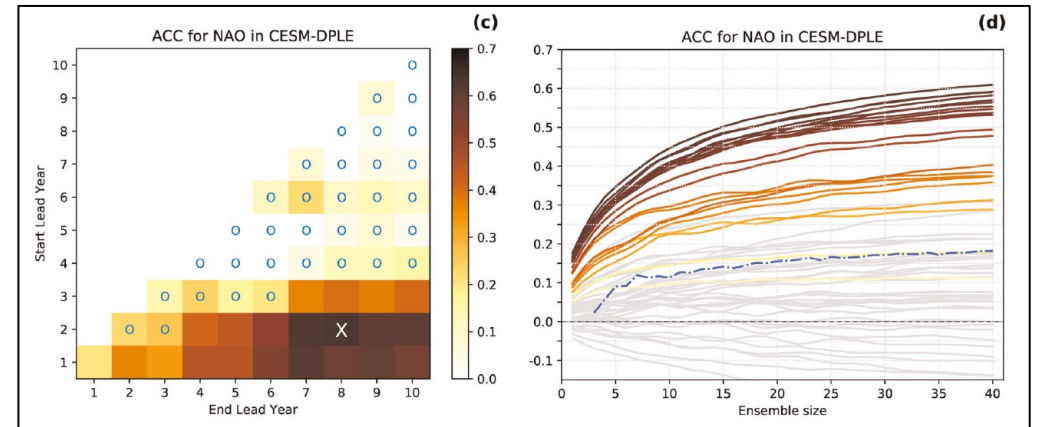 (c)
ACC for NAO in CESM-DPLE
Start Lead Year
10
9
8
7
6
5
4
3
2
1
O
O O
O O O
O O O O
O O O O O
O O O O O O
O O O O O O O
O O O O
O O X
1 2 3 4 5 6 7 8 9 10
End Lead Year
0.7
0.6
0.5
0.4
0.3
0.2
0.1
0.0
(d)
ACC for NAO in CESM-DPLE
0.7
0.6
0.5
0.4
0.3
0.2
0.1
0.0
-0.1
0 5 10 15 20 25 30 35 40
Ensemble size